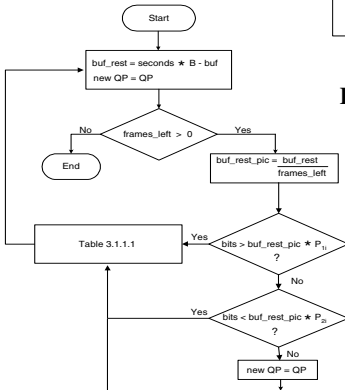 Start
buf_rest = seconds * B - buf
new QP = QP
frames_left > 0
No
Yes
End
buf_rest_pic = buf_rest
frames_left
bits > buf_rest_pic * P1i
?
Yes
Table 3.1.1.1
No
bits < buf_rest_pic * P2i
?
Yes
No
new QP = QP